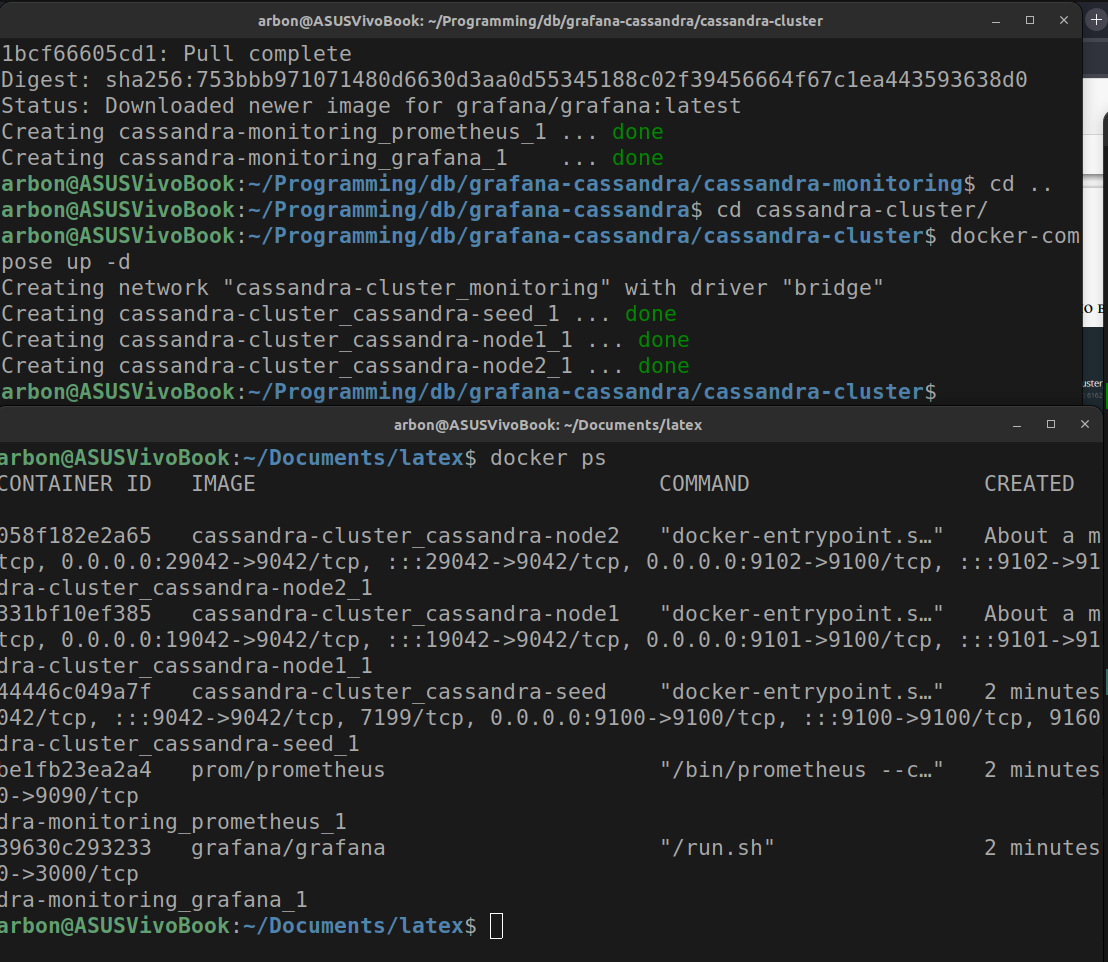 arbon@ASUSVivoBook: ~/Programming/db/grafana-cassandra/cassandra-cluster
1bcf66605cd1: Pull complete
Digest: sha256:753bbb971071480d6630d3aa0d55345188c02f39456664f67c1ea443593638d0
Status: Downloaded newer image for grafana/grafana:latest
Creating cassandra-monitoring_prometheus_1 ... done
Creating cassandra-monitoring_grafana_1    ... done
arbon@ASUSVivoBook:~/Programming/db/grafana-cassandra/cassandra-monitoring$ cd ..
arbon@ASUSVivoBook:~/Programming/db/grafana-cassandra$ cd cassandra-cluster/
arbon@ASUSVivoBook:~/Programming/db/grafana-cassandra/cassandra-cluster$ docker-com
pose up -d
Creating network "cassandra-cluster_monitoring" with driver "bridge"
Creating cassandra-cluster_cassandra-seed_1 ... done
Creating cassandra-cluster_cassandra-node1_1 ... done
Creating cassandra-cluster_cassandra-node2_1 ... done
arbon@ASUSVivoBook:~/Programming/db/grafana-cassandra/cassandra-cluster$
O B
uster
6162
arbon@ASUSVivoBook: ~/Documents/latex
arbon@ASUSVivoBook:~/Documents/latex$ docker ps
CONTAINER ID   IMAGE                               COMMAND                  CREATED
058f182e2a65   cassandra-cluster_cassandra-node2   "docker-entrypoint.s…"   About a m
tcp, 0.0.0.0:29042->9042/tcp, :::29042->9042/tcp, 0.0.0.0:9102->9100/tcp, :::9102->91
dra-cluster_cassandra-node2_1
331bf10ef385   cassandra-cluster_cassandra-node1   "docker-entrypoint.s…"   About a m
tcp, 0.0.0.0:19042->9042/tcp, :::19042->9042/tcp, 0.0.0.0:9101->9100/tcp, :::9101->91
dra-cluster_cassandra-node1_1
44446c049a7f   cassandra-cluster_cassandra-seed    "docker-entrypoint.s…"   2 minutes
042/tcp, :::9042->9042/tcp, 7199/tcp, 0.0.0.0:9100->9100/tcp, :::9100->9100/tcp, 9160
dra-cluster_cassandra-seed_1
be1fb23ea2a4   prom/prometheus                     "/bin/prometheus --c…"   2 minutes
0->9090/tcp
dra-monitoring_prometheus_1
39630c293233   grafana/grafana                     "/run.sh"                2 minutes
0->3000/tcp
dra-monitoring_grafana_1
arbon@ASUSVivoBook:~/Documents/latex$